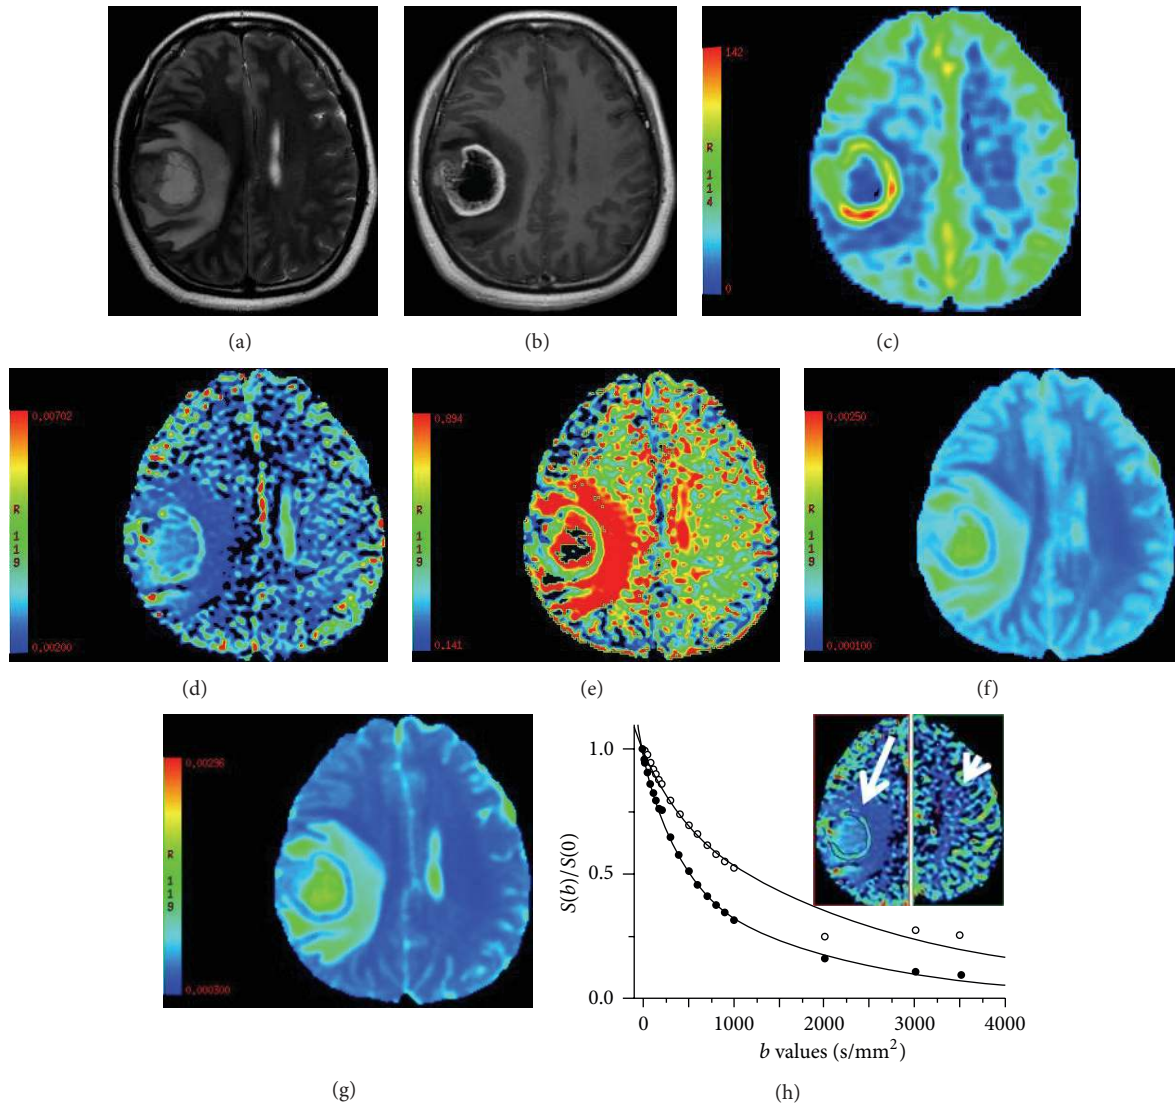 142
R
114
0
(a)
(b)
(c)
0.00702
R
119
0.00200
0.894
R
119
0.141
0.00250
R
119
0.000100
(d)
(e)
(f)
0.00296
R
119
0.000300
(g)
S(b)/S(0)
1.0
0.5
0.0
0 1000 2000 3000 4000
b values (s/mm²)
(h)